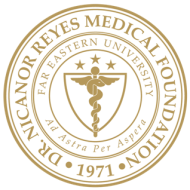 DR. NICANOR REYES MEDICAL FOUNDATION
• 1971 •
FAR EASTERN UNIVERSITY
Ad Astra Per Aspera